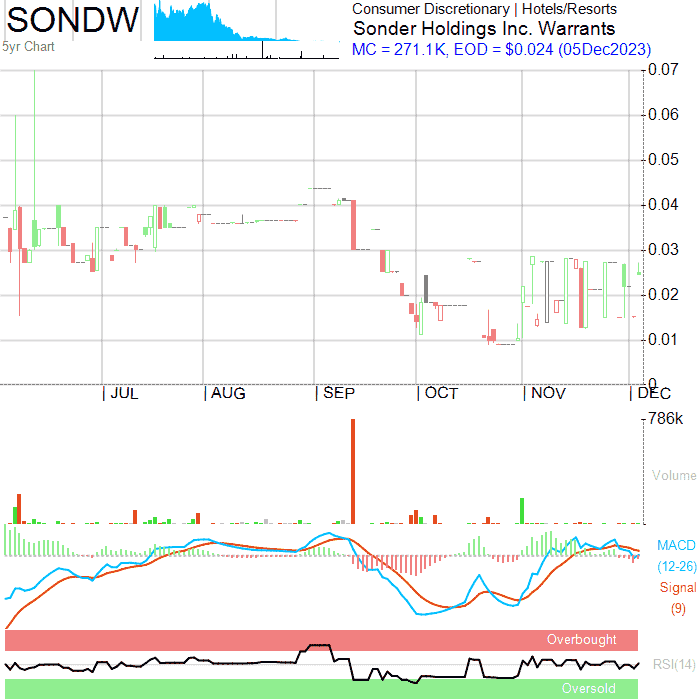 SONDW
5yr Chart
Consumer Discretionary | Hotels/Resorts
Sonder Holdings Inc. Warrants
MC = 271.1K, EOD = $0.024 (05Dec2023)
0.07
0.06
0.05
0.04
0.03
0.02
0.01
0
| JUL | AUG | SEP | OCT | NOV | DEC
786k
Volume
MACD
(12-26)
Signal
(9)
Overbought
RSI(14)
Oversold